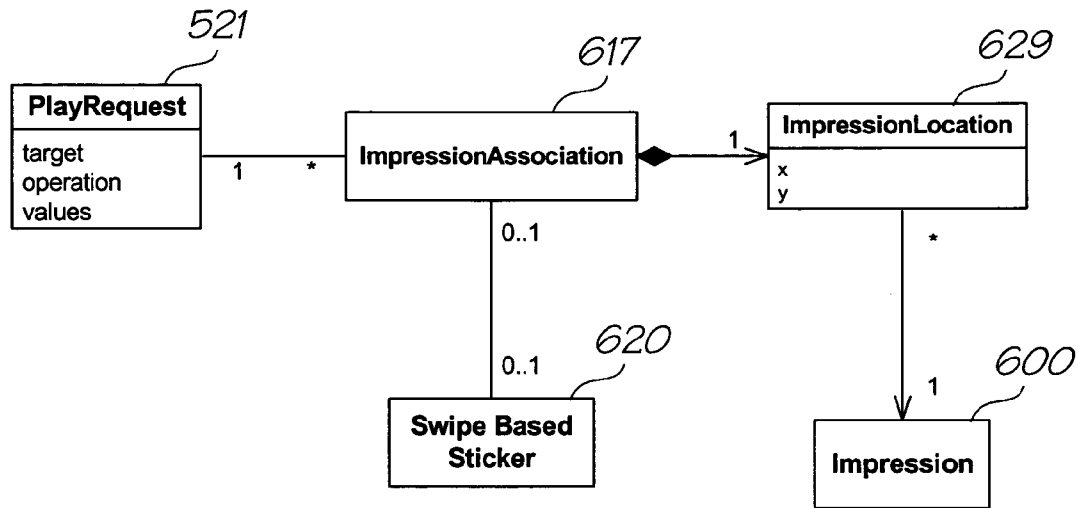 521
617
629
PlayRequest
target
operation
values
1
*
ImpressionAssociation
1
ImpressionLocation
x
y
0..1
0..1
*
1
620
Swipe Based
Sticker
600
Impression